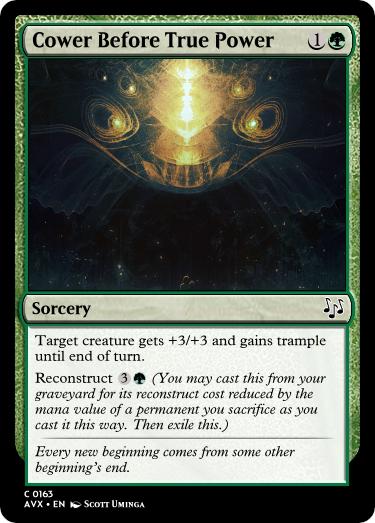 Cower Before True Power 1
Sorcery
Target creature gets +3/+3 and gains trample
until end of turn.
Reconstruct 3 (You may cast this from your
graveyard for its reconstruct cost reduced by the
mana value of a permanent you sacrifice as you
cast it this way. Then exile this.)
Every new beginning comes from some other
beginning's end.
C 0163
AVX • EN Scott Uminga